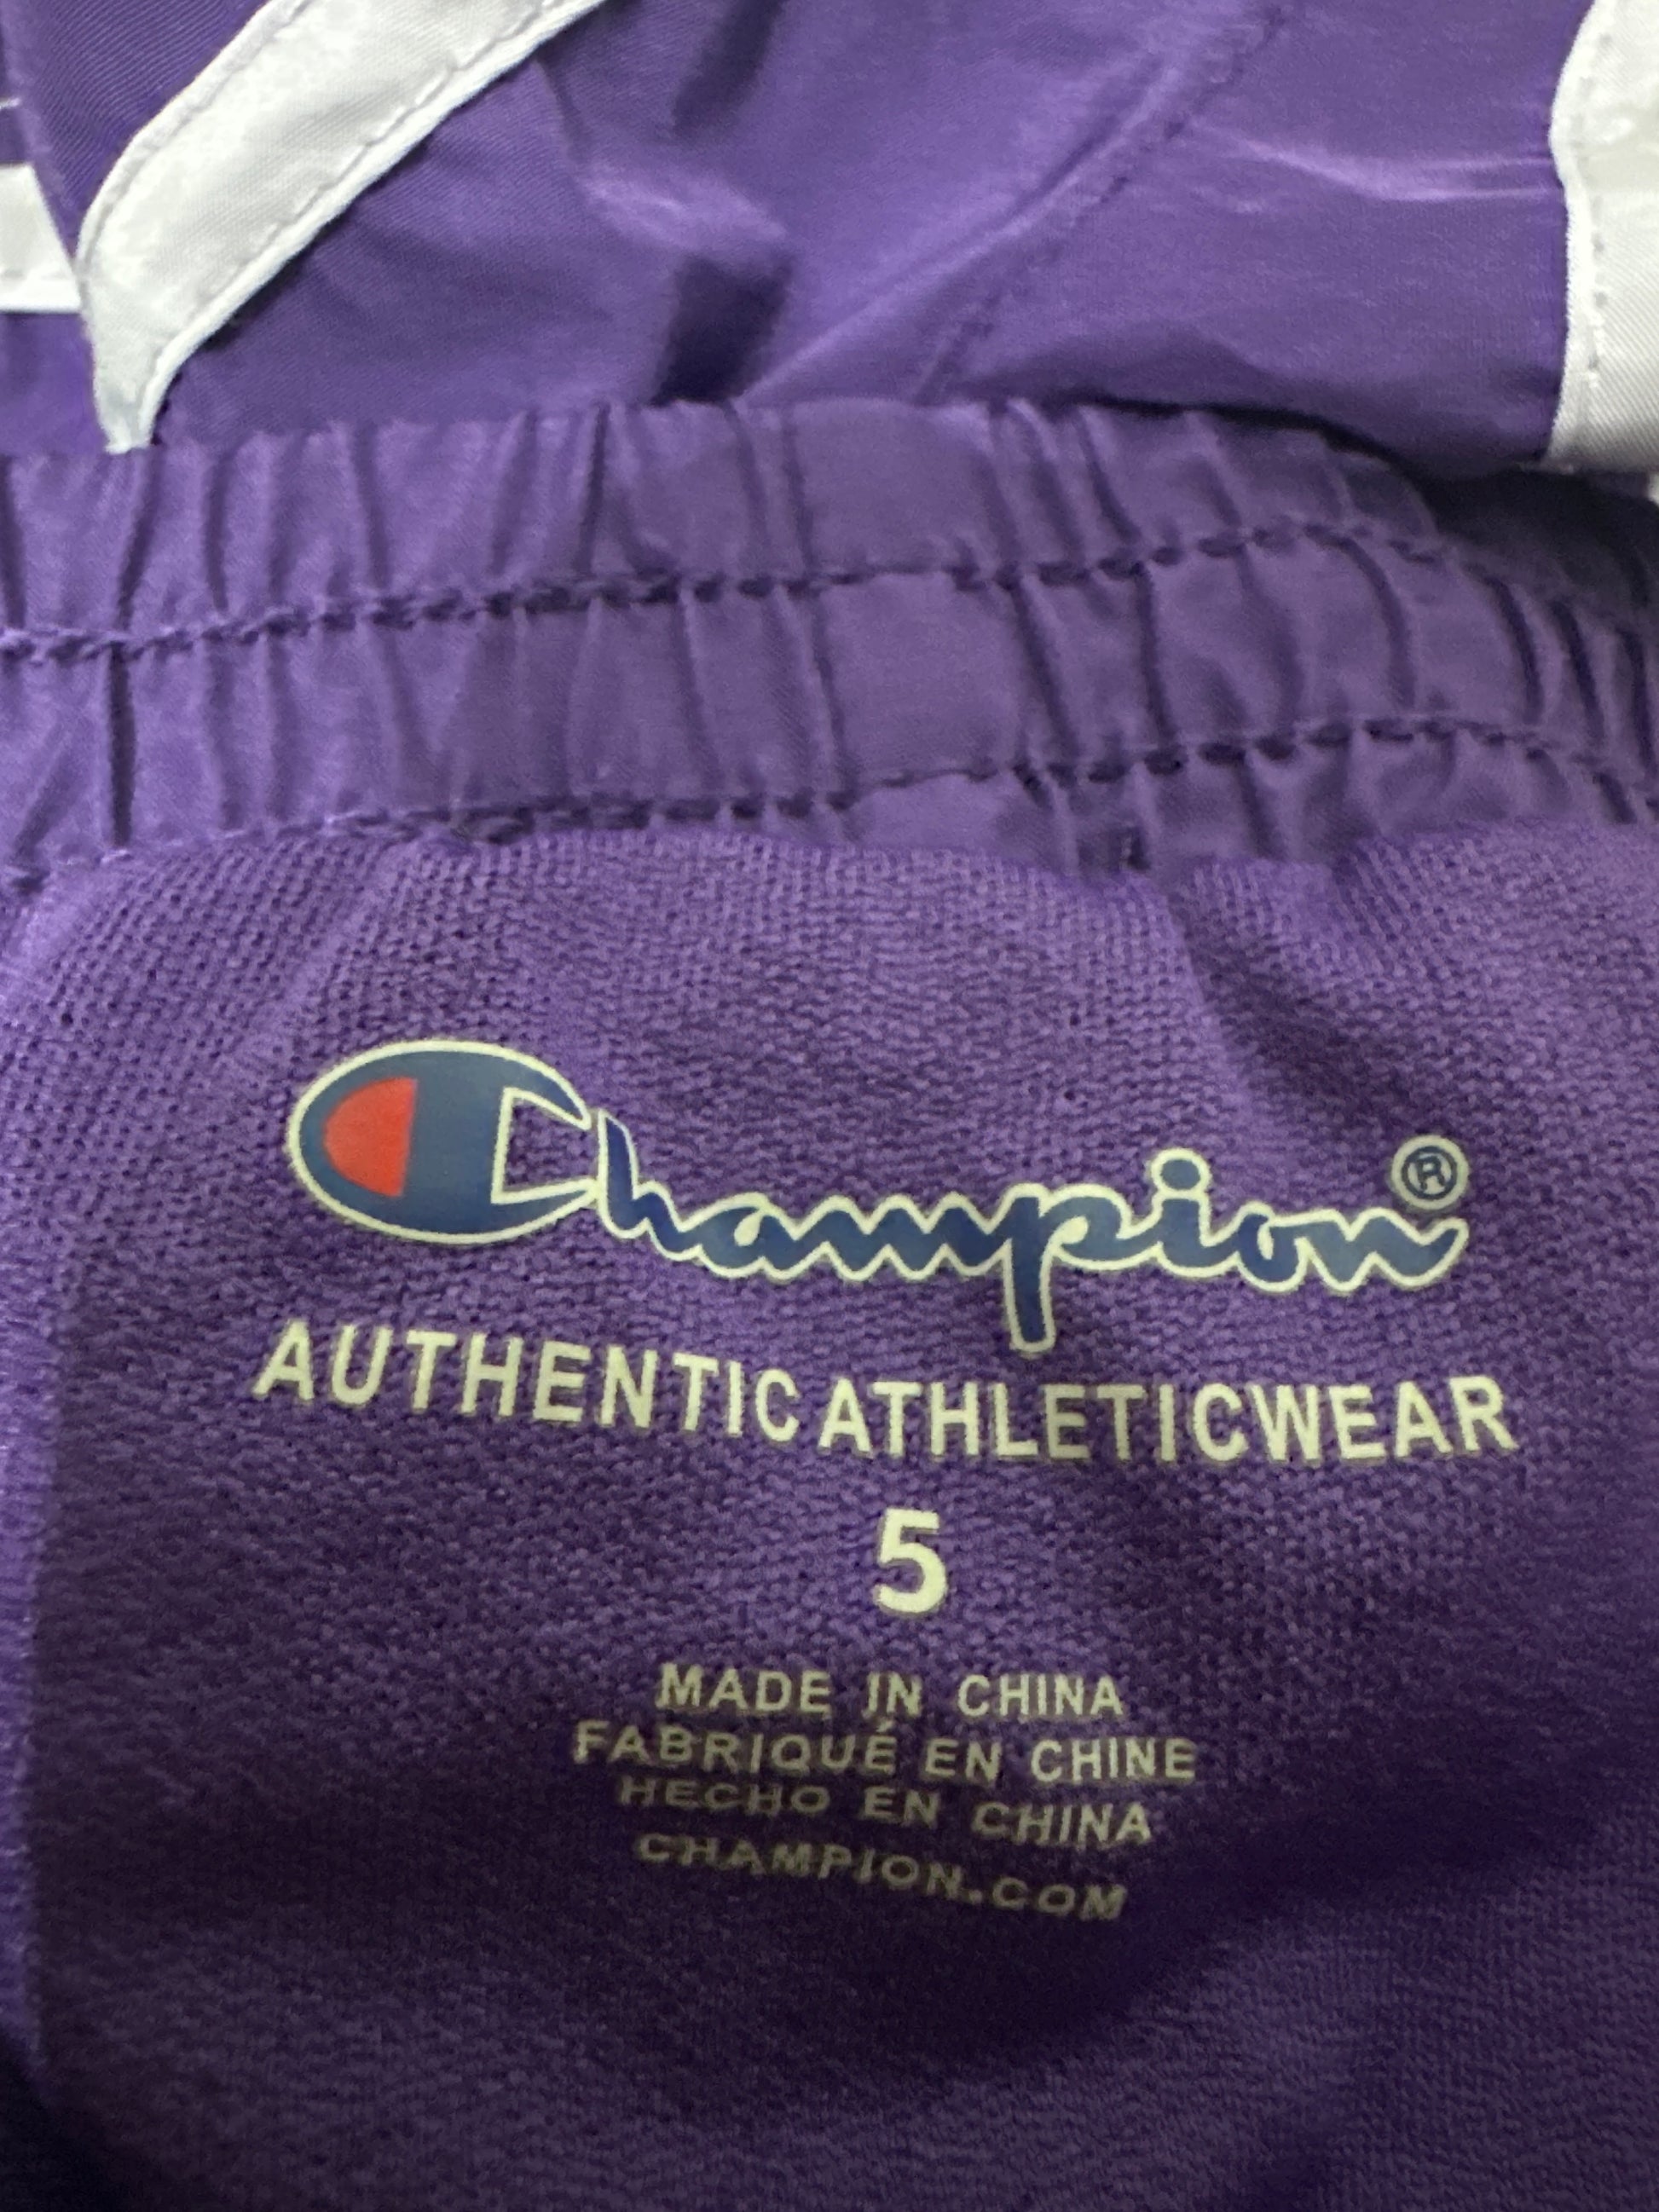 Champion®
AUTHENTIC ATHLETICWEAR
5
MADE IN CHINA
FABRIQUÉ EN CHINE
HECHO EN CHINA
CHAMPION.COM